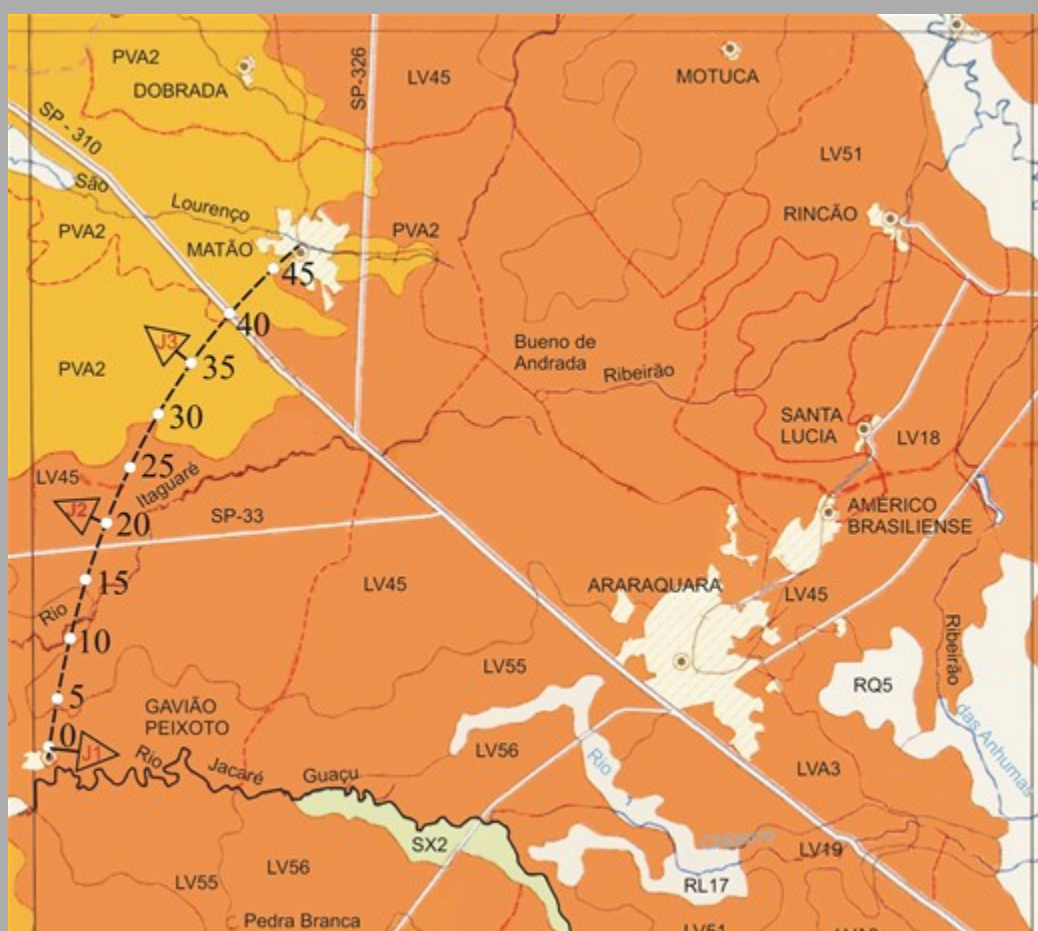 PVA2
DOBRADA
SP-326
LV45
MOTUCA
SP - 310
LV51
São
Lourenço
RINCÃO
PVA2
MATÃO
PVA2
45
40
J3
35
PVA2
Bueno de
Andrada
Ribeirão
30
SANTA
LUCIA
LV18
25
LV45
Itaguaré
J2
20
SP-33
AMÉRICO
BRASILIENSE
15
LV45
ARARAQUARA
LV45
Rio
10
Ribeirão
das Anhumas
LV55
RQ5
5
GAVIÃO
PEIXOTO
0
J1
Rio
Jacaré
Guaçu
LV56
Rio
LVA3
SX2
LV19
LV55
LV56
RL17
Pedra Branca
LV51